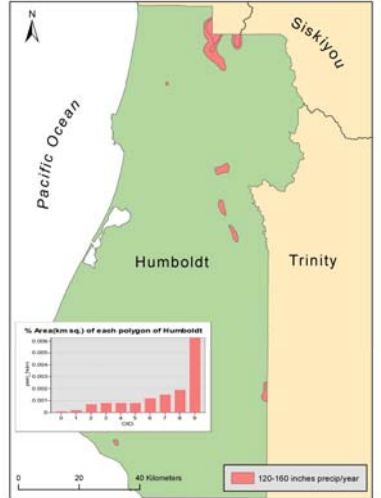 N
Siskiyou
Pacific Ocean
Humboldt
Trinity
% Area(km sq.) of each polygon of Humboldt
0.006
0.005
0.004
0.003
0.002
0.001
0.000
0 1 2 3 4 5 6 7 8 9
0 20 40 Kilometers
120-160 inches precip/year